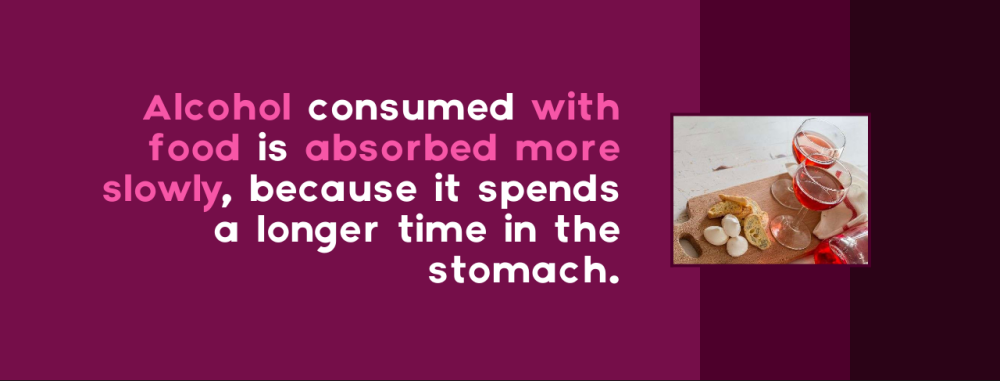 Alcohol consumed with
food is absorbed more
slowly, because it spends
a longer time in the
stomach.